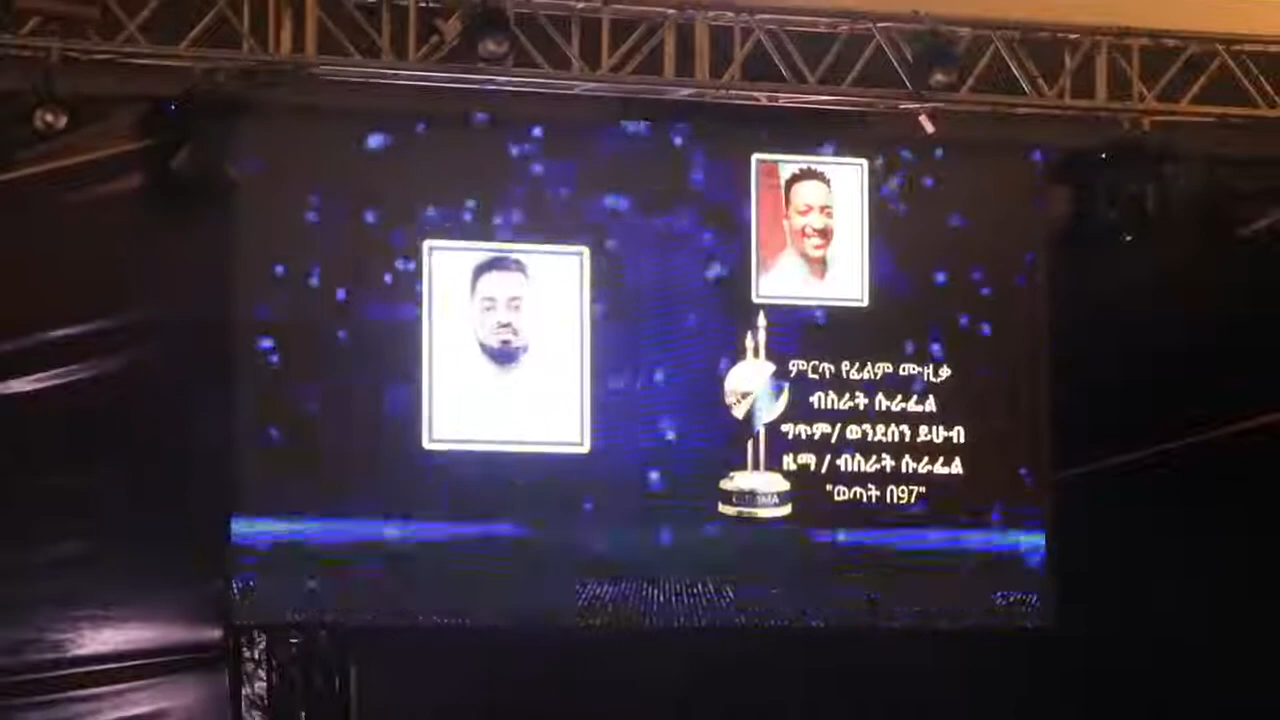 ምርጥ የፊልም ሙዚቃ
ብስራት ሱራፌል
ግጥም/ ወንደሰን ይሁብ
ዜማ / ብስራት ሱራፌል
"ወጣት በ97"